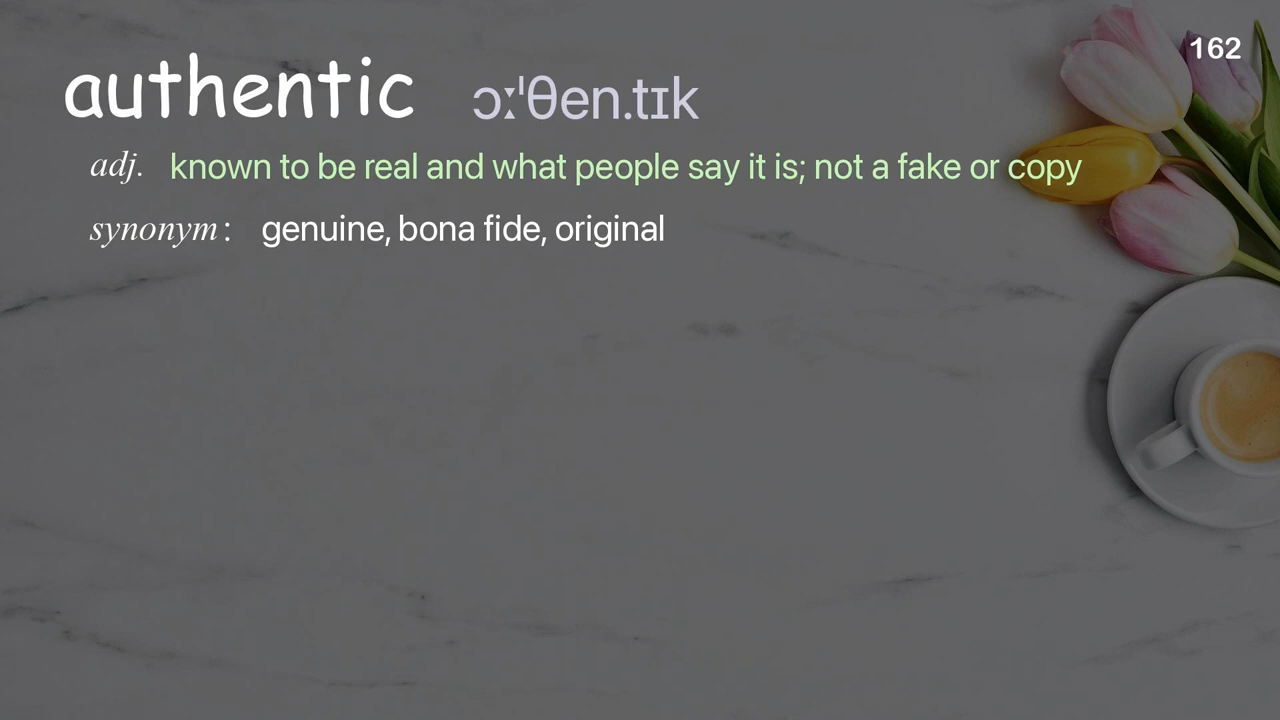 162
authentic ɔːˈθen.tɪk
adj. known to be real and what people say it is; not a fake or copy
synonym: genuine, bona fide, original